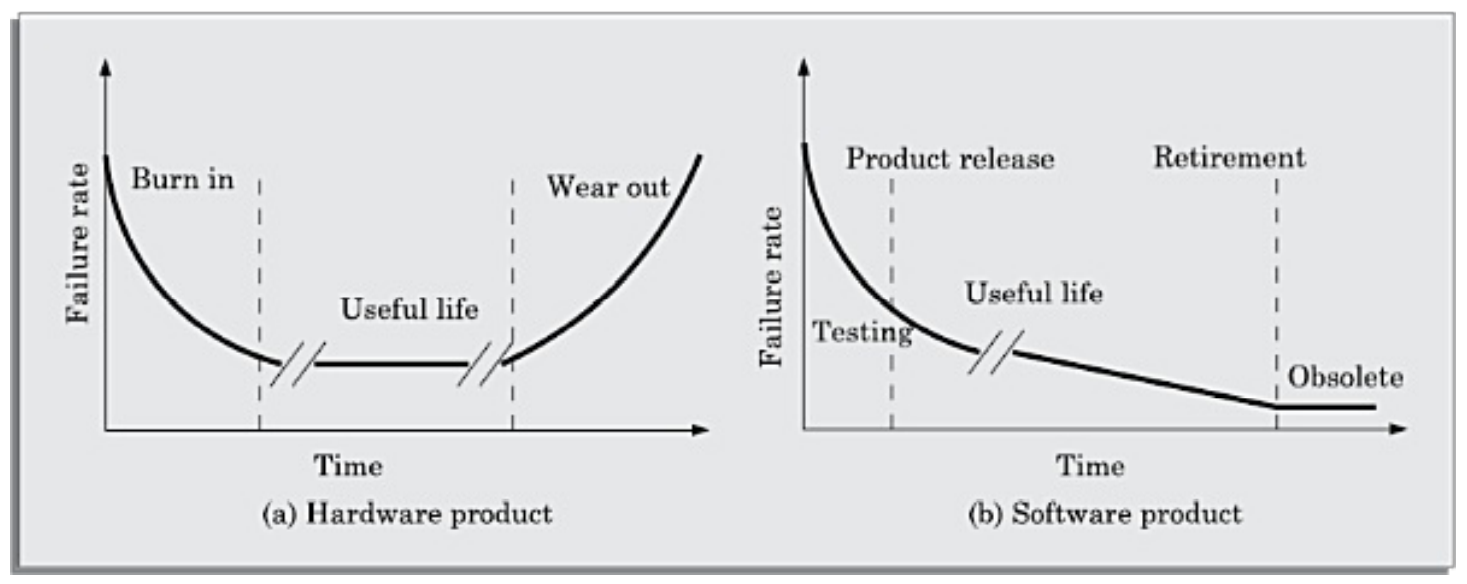 Failure rate
Burn in
Useful life
Wear out
Time
(a) Hardware product
Failure rate
Product release
Retirement
Testing
Useful life
Obsolete
Time
(b) Software product